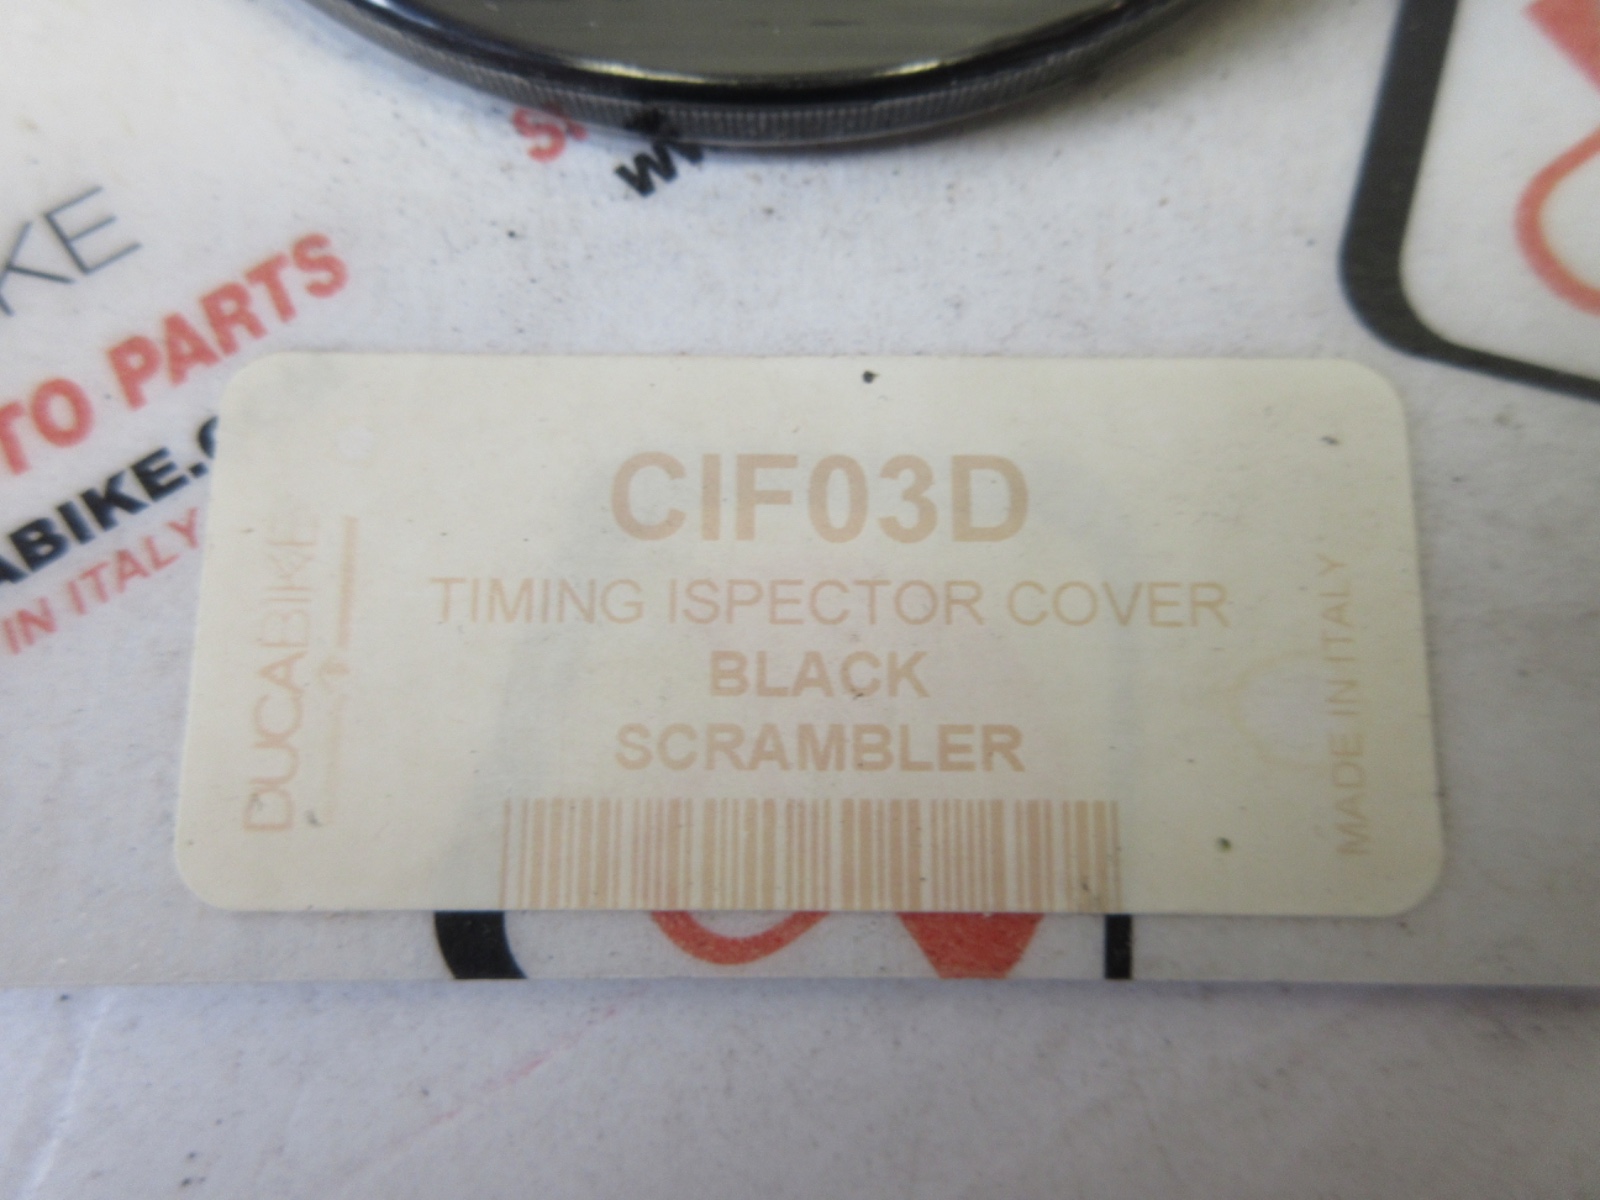 KE
TO PARTS
ABIKE.C
IN ITALY
CIF03D
TIMING ISPECTOR COVER
BLACK
SCRAMBLER
DUCABIKE
MADE IN ITALY